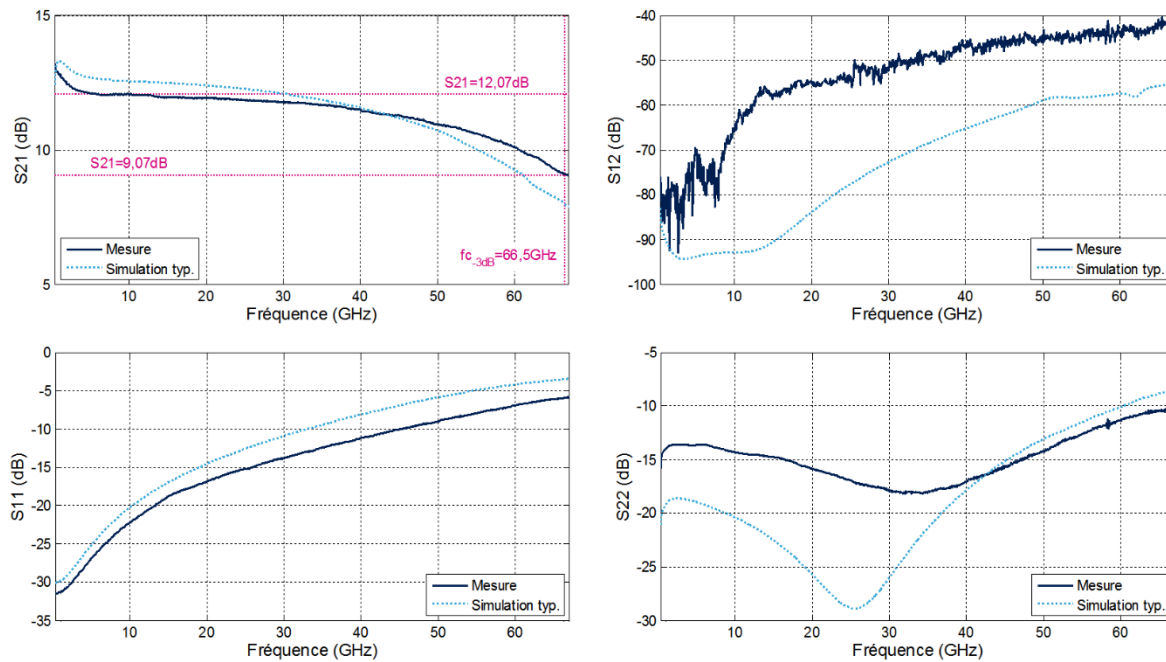 15
10
5
S21 (dB)
S21=12,07dB
S21=9,07dB
fc-3dB=66,5GHz
Mesure
Simulation typ.
10 20 30 40 50 60
Fréquence (GHz)
-40
-50
-60
-70
-80
-90
-100
S12 (dB)
Mesure
Simulation typ.
10 20 30 40 50 60
Fréquence (GHz)
0
-5
-10
-15
-20
-25
-30
-35
S11 (dB)
Mesure
Simulation typ.
10 20 30 40 50 60
Fréquence (GHz)
-5
-10
-15
-20
-25
-30
S22 (dB)
Mesure
Simulation typ.
10 20 30 40 50 60
Fréquence (GHz)